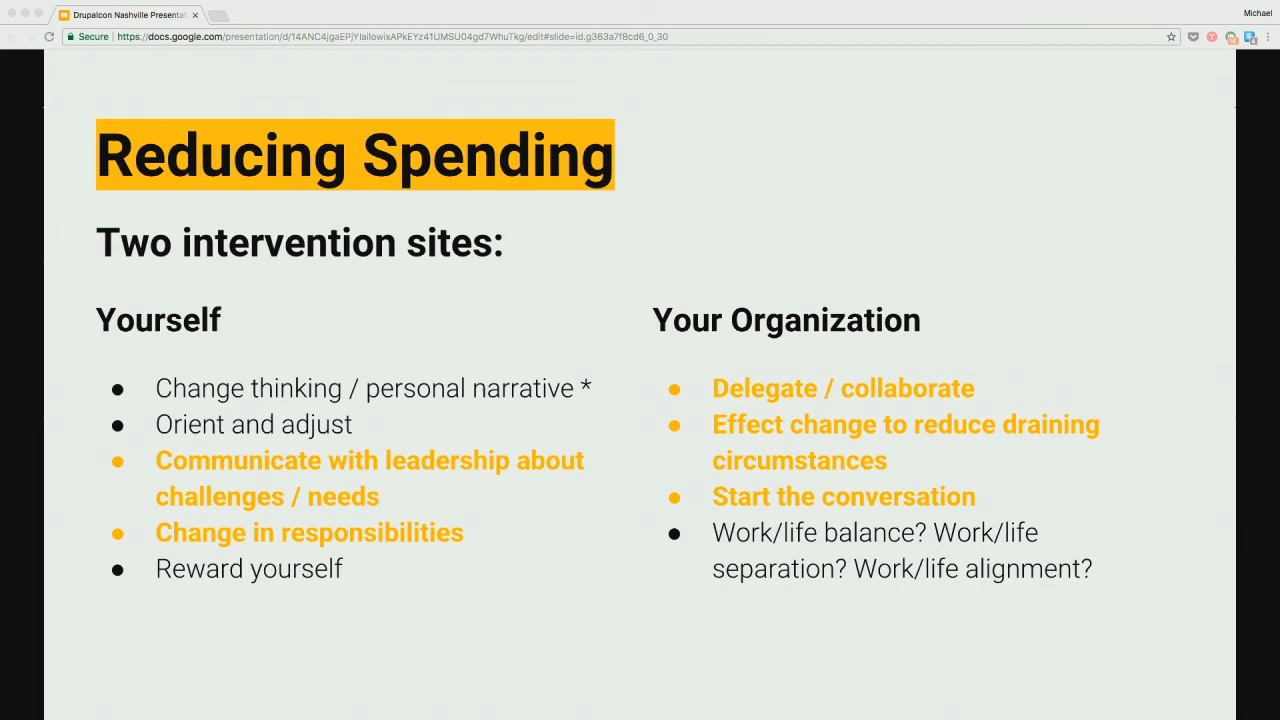 Drupalcon Nashville Presentat
Michael
Secure
https://docs.google.com/presentation/d/14ANC4jgaEPjYIailowixAPkEYz41UMSU04gd7WhuTkg/edit#slide=id.g363a7f8cd6_0_30
Reducing Spending
Two intervention sites:
Yourself
● Change thinking / personal narrative *
● Orient and adjust
● Communicate with leadership about
challenges / needs
● Change in responsibilities
● Reward yourself
Your Organization
● Delegate / collaborate
● Effect change to reduce draining
circumstances
● Start the conversation
● Work/life balance? Work/life
separation? Work/life alignment?